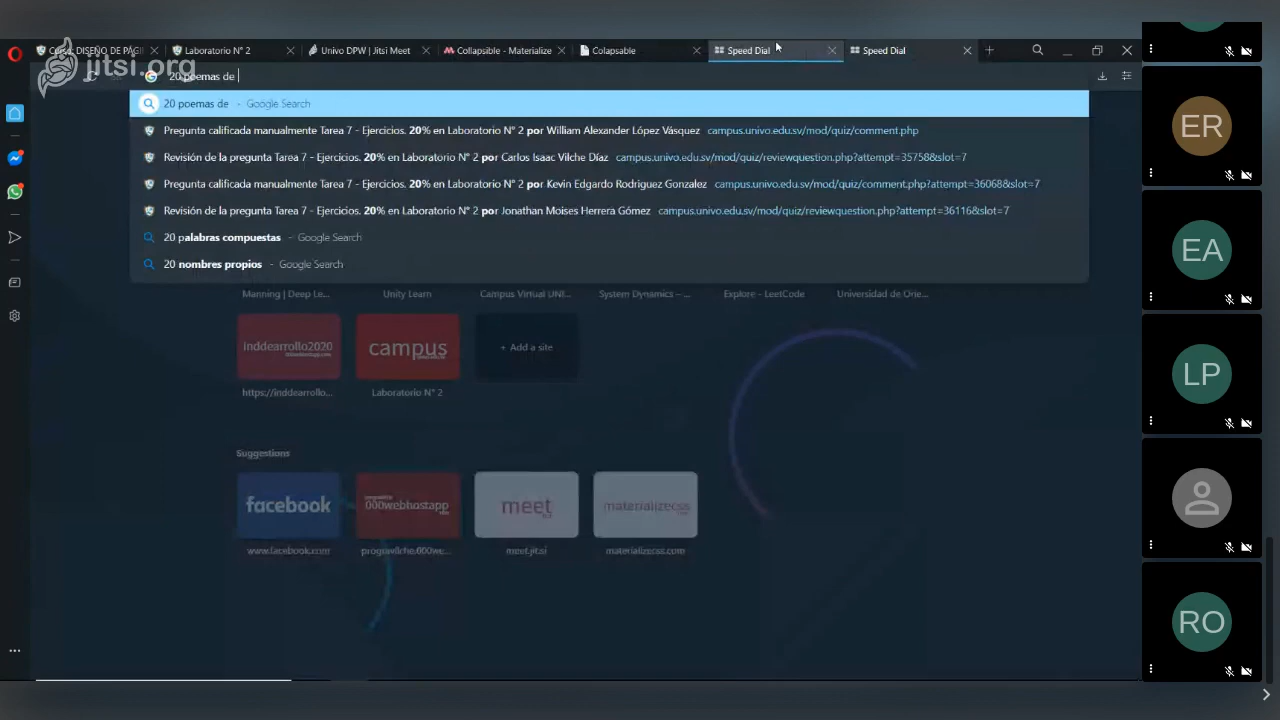 Curso: DISEÑO DE PÁGI
Laboratorio N° 2
Univo DPW | Jitsi Meet
Collapsible - Materialize
Colapsable
Speed Dial
Speed Dial
jitsi.org
20 poemas de
20 poemas de - Google Search
Pregunta calificada manualmente Tarea 7 - Ejercicios. 20% en Laboratorio N° 2 por William Alexander López Vásquez campus.univo.edu.sv/mod/quiz/comment.php
Revisión de la pregunta Tarea 7 - Ejercicios. 20% en Laboratorio N° 2 por Carlos Isaac Vilche Díaz campus.univo.edu.sv/mod/quiz/reviewquestion.php?attempt=35758&slot=7
Pregunta calificada manualmente Tarea 7 - Ejercicios. 20% en Laboratorio N° 2 por Kevin Edgardo Rodriguez Gonzalez campus.univo.edu.sv/mod/quiz/comment.php?attempt=36068&slot=7
Revisión de la pregunta Tarea 7 - Ejercicios. 20% en Laboratorio N° 2 por Jonathan Moises Herrera Gómez campus.univo.edu.sv/mod/quiz/reviewquestion.php?attempt=36116&slot=7
20 palabras compuestas - Google Search
20 nombres propios - Google Search
Manning | Deep Le...
Unity Learn
Campus Virtual UNI...
System Dynamics – ...
Explore - LeetCode
Universidad de Orie...
inddearrollo2020
campus
+ Add a site
https://inddearrollo...
Laboratorio N° 2
Suggestions
facebook
000webhostapp
meet
materializecss
www.facebook.com
progwilche.000we...
meet.jit.si
materializecss.com
ER
EA
LP
RO